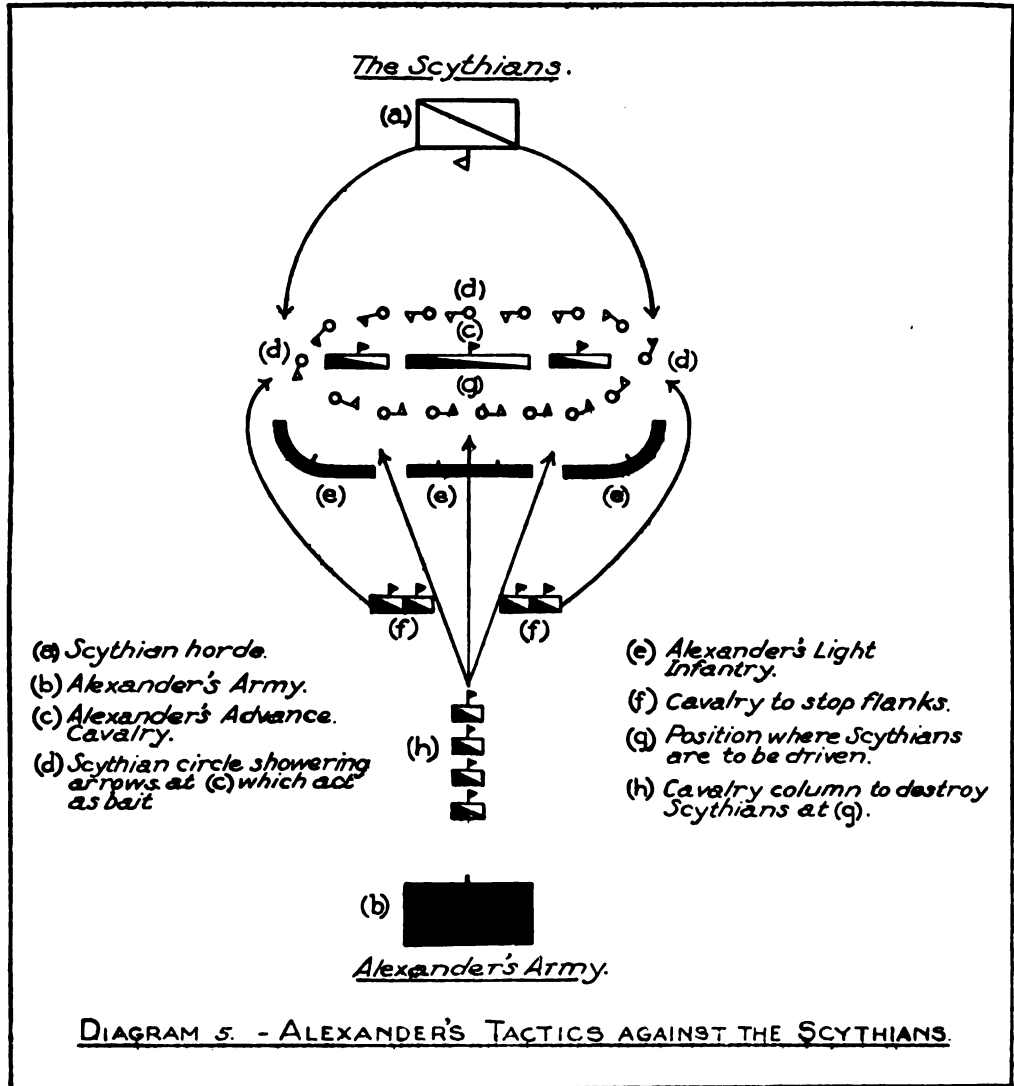 The Scythians.
(a)
(d)
(c)
(d)
(d)
(g)
(e)
(e)
(e)
(f)
(f)
(a) Scythian horde.
(b) Alexander's Army.
(c) Alexander's Advance.
Cavalry.
(d) Scythian circle showering
arrows at (c) which act
as bait
(h)
(e) Alexander's Light
Infantry.
(f) Cavalry to stop flanks.
(g) Position where Scythians
are to be driven.
(h) Cavalry column to destroy
Scythians at (g).
(b)
Alexander's Army.
DIAGRAM 5. - ALEXANDER'S TACTICS AGAINST THE SCYTHIANS.